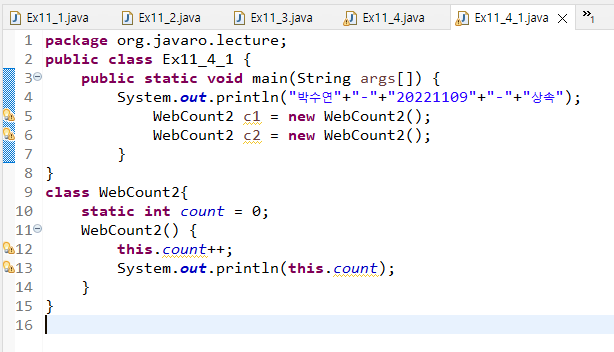 Ex11_1.java Ex11_2.java Ex11_3.java Ex11_4.java Ex11_4_1.java »1
1 package org.javaro.lecture;
2 public class Ex11_4_1 {
3 public static void main(String args[]) {
4 System.out.println("박수연"+"-"+"20221109"+"-"+"상속");
5 WebCount2 c1 = new WebCount2();
6 WebCount2 c2 = new WebCount2();
7 }
8 }
9 class WebCount2{
10 static int count = 0;
11 WebCount2() {
12 this.count++;
13 System.out.println(this.count);
14 }
15 }
16